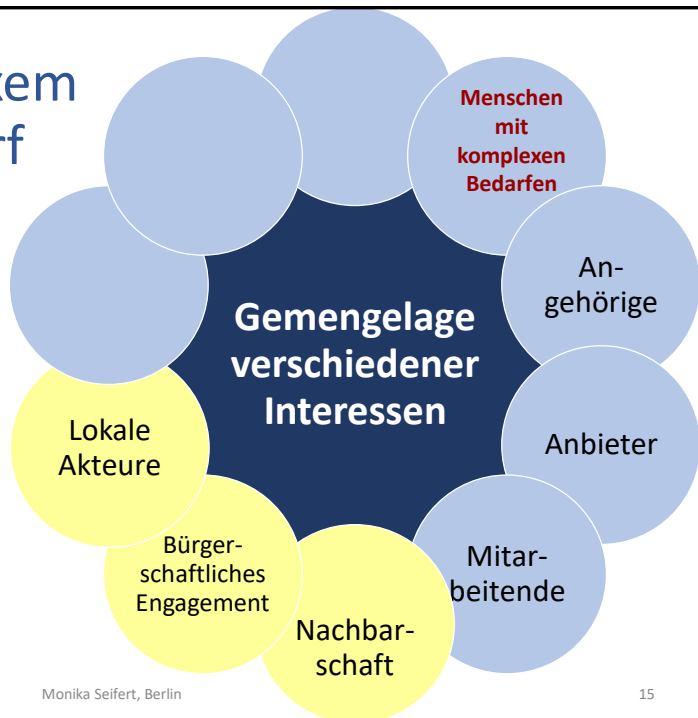 xem
rf
Menschen
mit
komplexen
Bedarfen
An-
gehörige
Gemengelage
verschiedener
Interessen
Anbieter
Lokale
Akteure
Mitar-
beitende
Bürger-
schaftliches
Engagement
Nachbar-
schaft
Monika Seifert, Berlin
15